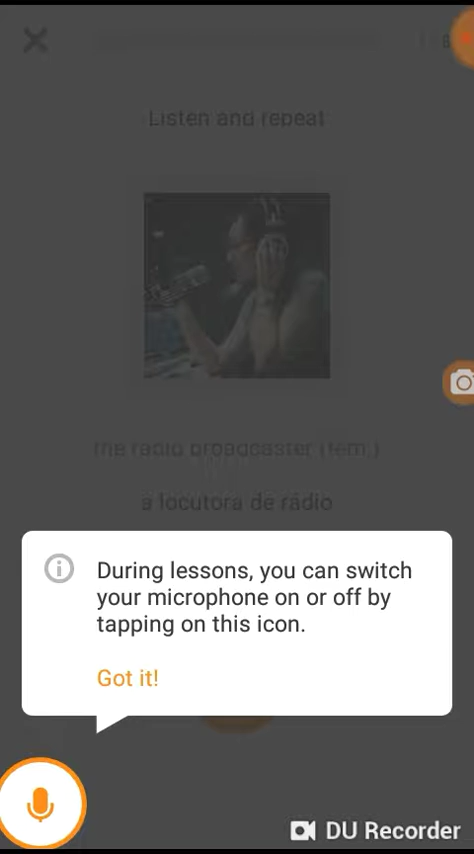 Listen and repeat
The radio broadcaster (fem.)
a locutora de rádio
During lessons, you can switch
your microphone on or off by
tapping on this icon.
Got it!
DU Recorder